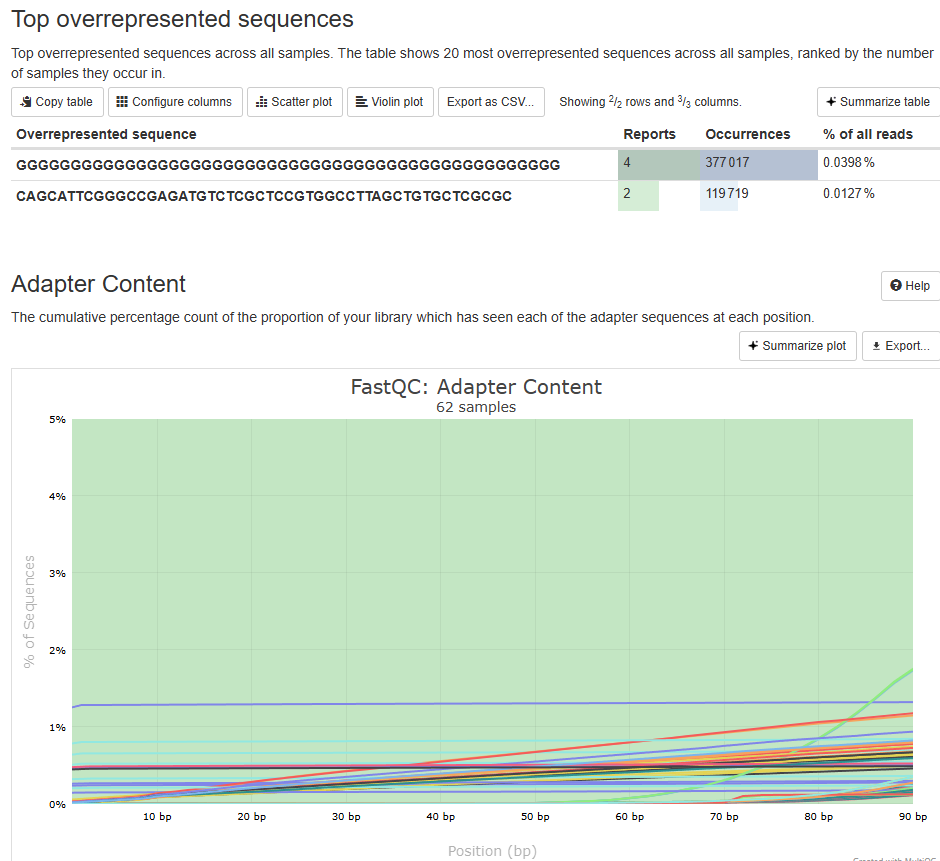 Top overrepresented sequences
Top overrepresented sequences across all samples. The table shows 20 most overrepresented sequences across all samples, ranked by the number
of samples they occur in.
Copy table Configure columns Scatter plot Violin plot Export as CSV... Showing 2/2 rows and 3/3 columns. Summarize table
Overrepresented sequence Reports Occurrences % of all reads
GGGGGGGGGGGGGGGGGGGGGGGGGGGGGGGGGGGGGGGGGGGGGGGGGG 4 377 017 0.0398 %
CAGCATTCGGGCCGAGATGTCTCGCTCCGTGGCCTTAGCTGTGCTCGCGC 2 119 719 0.0127 %
Adapter Content
Help
The cumulative percentage count of the proportion of your library which has seen each of the adapter sequences at each position.
Summarize plot Export...
FastQC: Adapter Content
62 samples
5%
4%
3%
2%
1%
0%
% of Sequences
10 bp 20 bp 30 bp 40 bp 50 bp 60 bp 70 bp 80 bp 90 bp
Position (bp)
Created with MultiQC